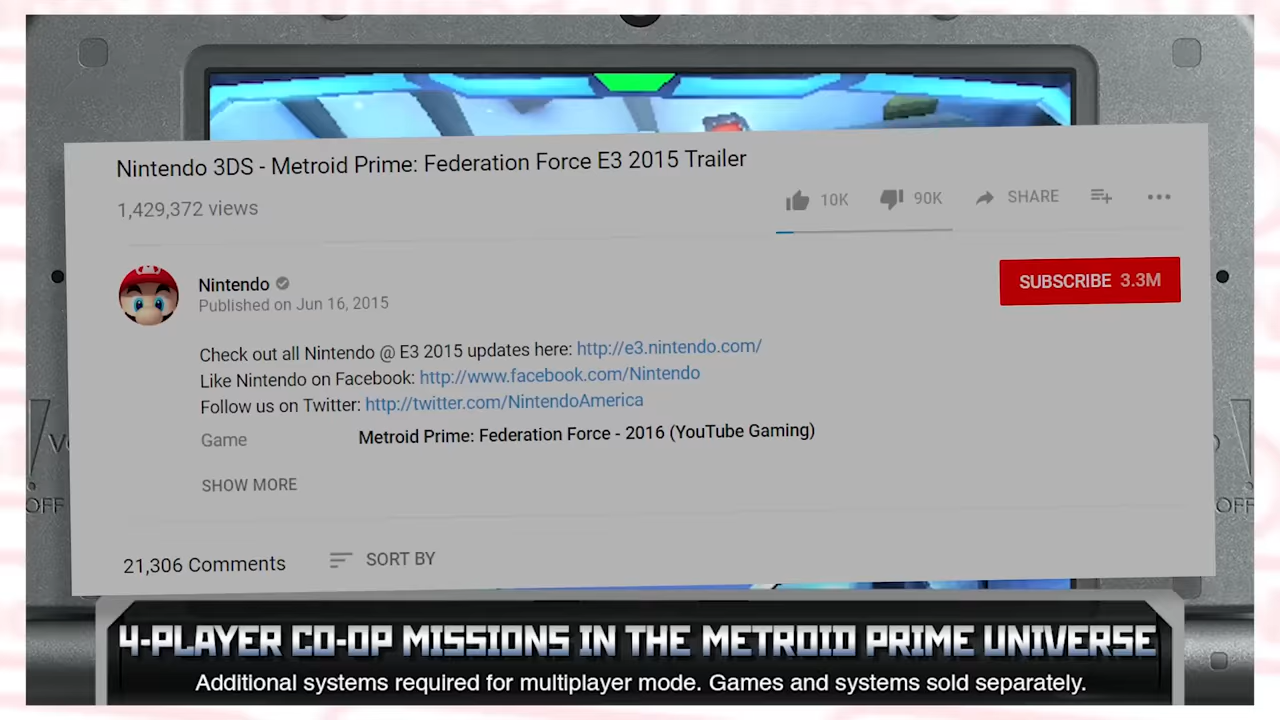 Nintendo 3DS - Metroid Prime: Federation Force E3 2015 Trailer
1,429,372 views
10K 90K SHARE
Nintendo
Published on Jun 16, 2015
SUBSCRIBE 3.3M
Check out all Nintendo @ E3 2015 updates here: http://e3.nintendo.com/
Like Nintendo on Facebook: http://www.facebook.com/Nintendo
Follow us on Twitter: http://twitter.com/NintendoAmerica
Game Metroid Prime: Federation Force - 2016 (YouTube Gaming)
SHOW MORE
OFF
OFF
21,306 Comments SORT BY
4-PLAYER CO-OP MISSIONS IN THE METROID PRIME UNIVERSE
Additional systems required for multiplayer mode. Games and systems sold separately.